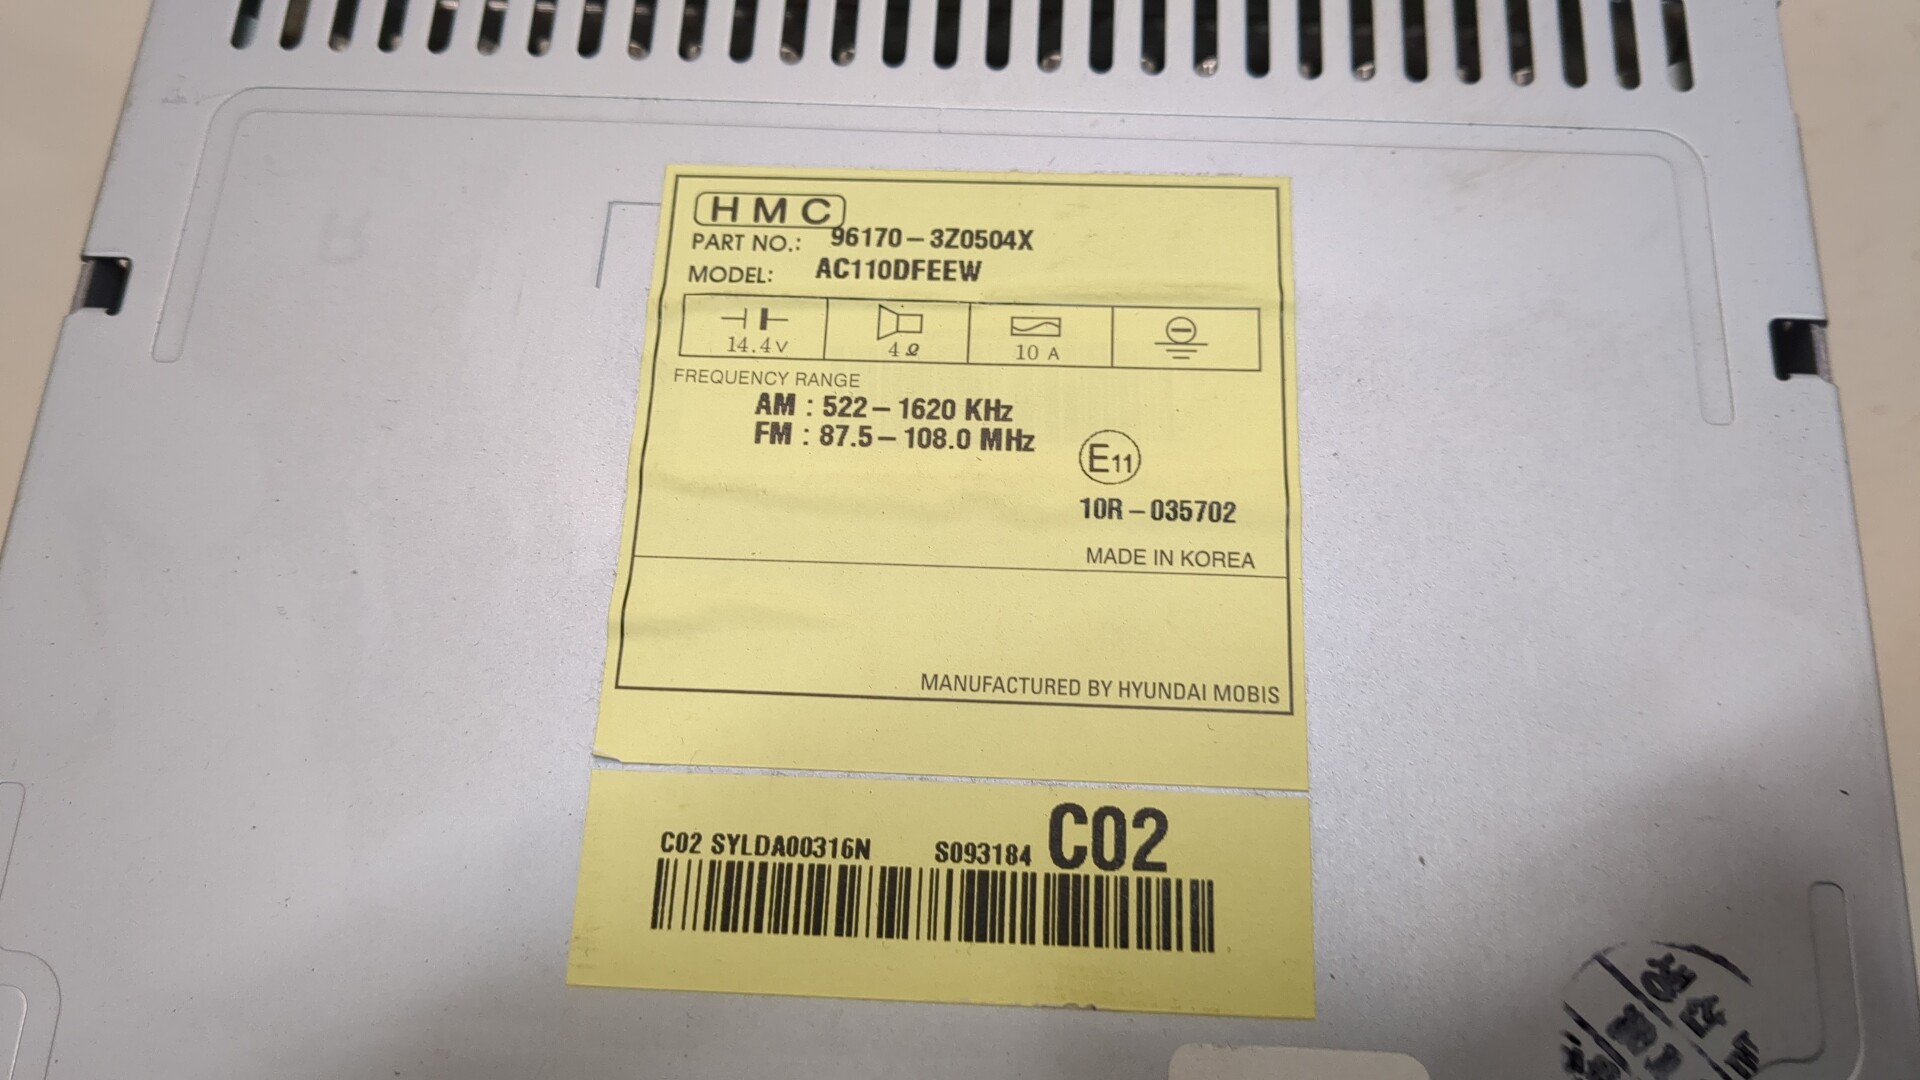 HMC
PART NO.: 96170-3Z0504X
MODEL: AC110DFEEW
14.4V 4Ω 10 A
FREQUENCY RANGE
AM : 522-1620 KHz
FM : 87.5-108.0 MHz
E11
10R-035702
MADE IN KOREA
MANUFACTURED BY HYUNDAI MOBIS
C02 SYLDA00316N S093184 C02